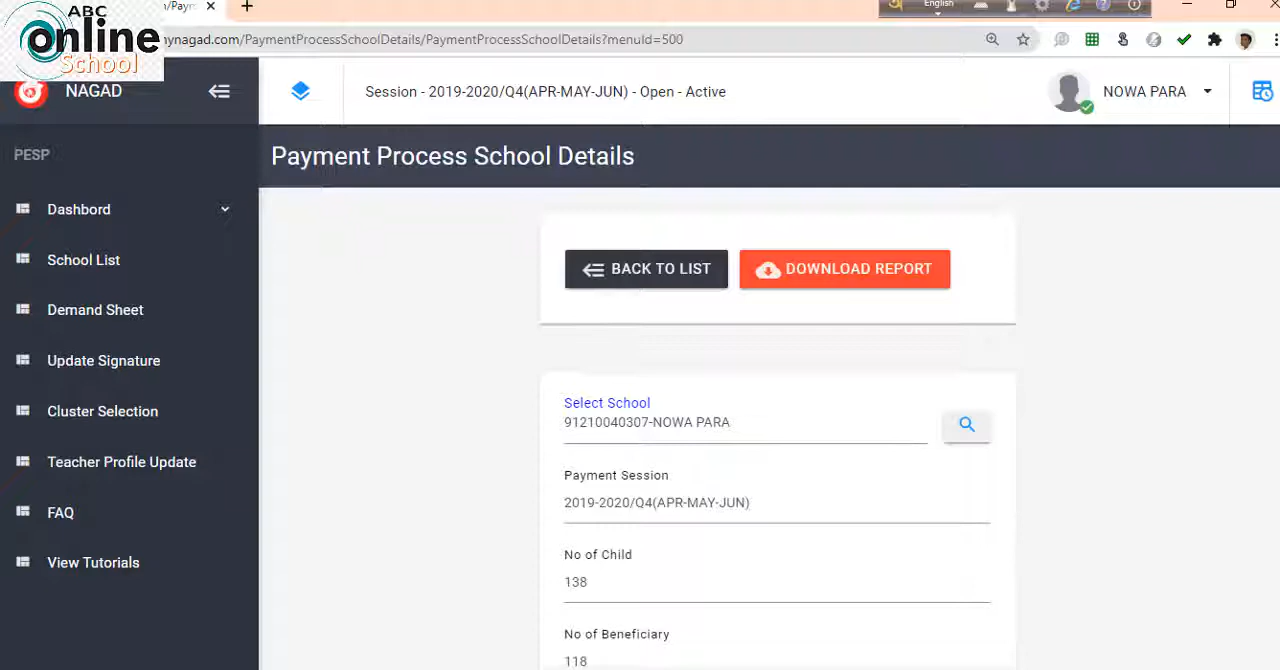 ABC
online
School
/Payn
English
ynagad.com/PaymentProcessSchoolDetails/PaymentProcessSchoolDetails?menuId=500
NAGAD
Session - 2019-2020/Q4(APR-MAY-JUN) - Open - Active
NOWA PARA
PESP
Payment Process School Details
Dashbord
School List
Demand Sheet
Update Signature
Cluster Selection
Teacher Profile Update
FAQ
View Tutorials
BACK TO LIST
DOWNLOAD REPORT
Select School
91210040307-NOWA PARA
Payment Session
2019-2020/Q4(APR-MAY-JUN)
No of Child
138
No of Beneficiary
118